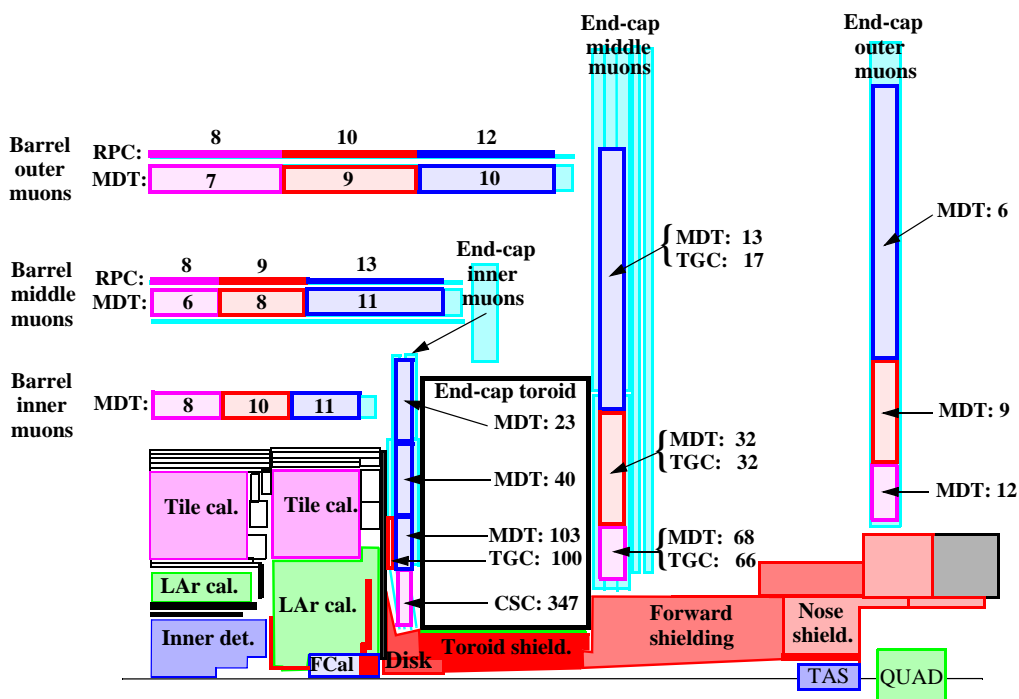 End-cap
middle
muons
End-cap
outer
muons
Barrel
outer
muons
RPC:
8 10 12
MDT:
7 9 10
MDT: 6
{MDT: 13
TGC: 17
End-cap
inner
muons
Barrel
middle
muons
RPC:
8 9 13
MDT:
6 8 11
Barrel
inner
muons
MDT:
8 10 11
End-cap toroid
MDT: 23
MDT: 40
MDT: 103
TGC: 100
CSC: 347
{MDT: 32
TGC: 32
{MDT: 68
TGC: 66
MDT: 9
MDT: 12
Tile cal.
Tile cal.
LAr cal.
LAr cal.
Inner det.
FCal
Disk
Toroid shield.
Forward
shielding
Nose
shield.
TAS
QUAD